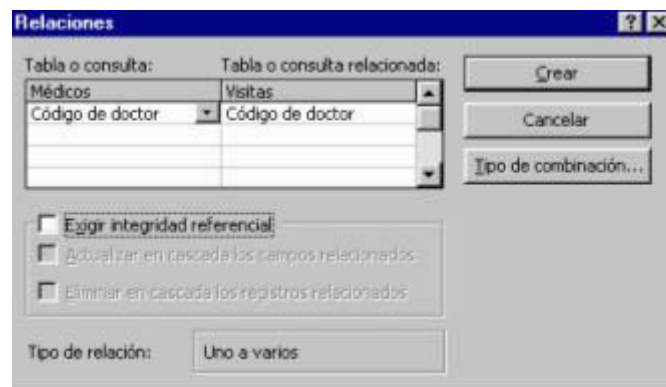 Relaciones
Tabla o consulta: Tabla o consulta relacionada:
Médicos Visitas
Código de doctor Código de doctor
Crear
Cancelar
Tipo de combinación...
Exigir integridad referencial
Actualizar en cascada los campos relacionados
Eliminar en cascada los registros relacionados
Tipo de relación: Uno a varios